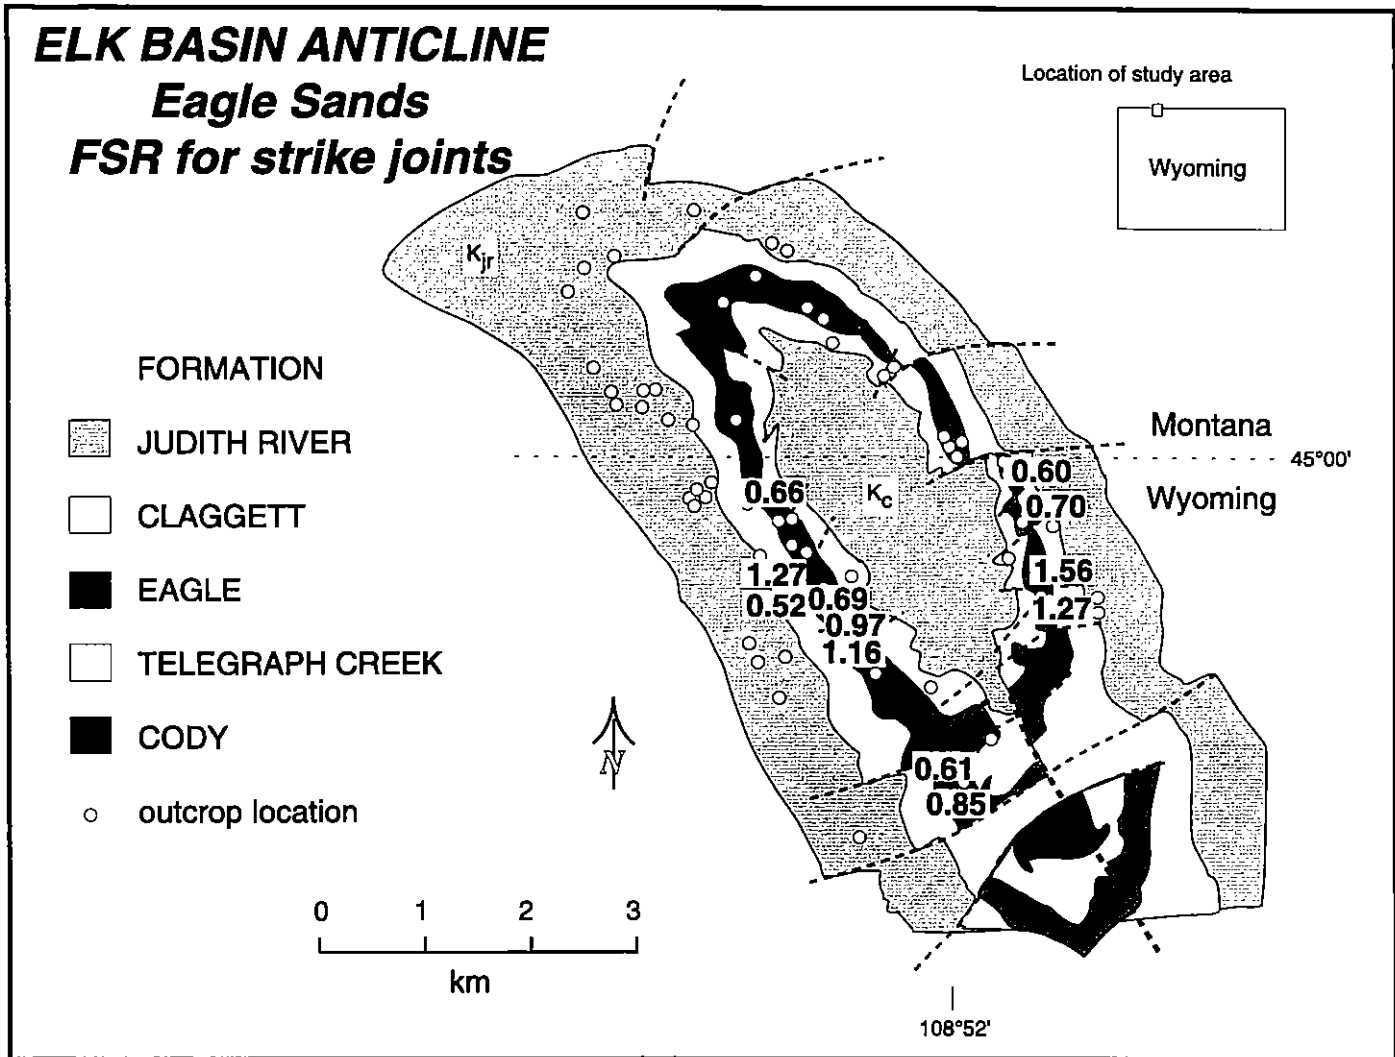 ELK BASIN ANTICLINE
Eagle Sands
FSR for strike joints
Location of study area
Wyoming
Kjr
FORMATION
JUDITH RIVER
CLAGGETT
EAGLE
TELEGRAPH CREEK
CODY
outcrop location
Montana
45°00'
Wyoming
Kc
0.60
0.66
0.70
1.27
1.56
0.52
0.69
1.27
0.97
1.16
N
0.61
0.85
0 1 2 3
km
108°52'